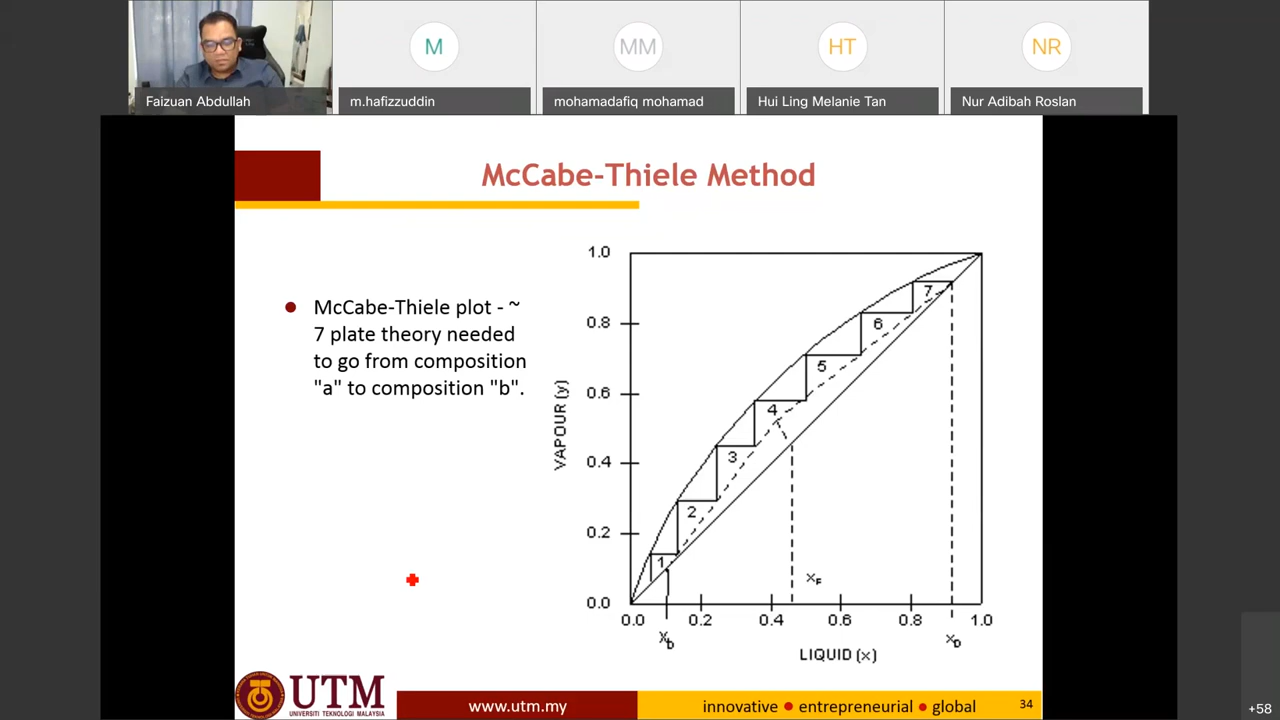 M
MM
HT
NR
Faizuan Abdullah
m.hafizzuddin
mohamadafiq mohamad
Hui Ling Melanie Tan
Nur Adibah Roslan
McCabe-Thiele Method
● McCabe-Thiele plot - ~
7 plate theory needed
to go from composition
"a" to composition "b".
1.0
0.8
0.6
0.4
0.2
0.0
VAPOUR (y)
7
6
5
4
3
2
1
xF
0.0 0.2 0.4 0.6 0.8 1.0
xb
xD
LIQUID (x)
UTM
UNIVERSITI TEKNOLOGI MALAYSIA
www.utm.my
innovative ● entrepreneurial ● global
34
+58